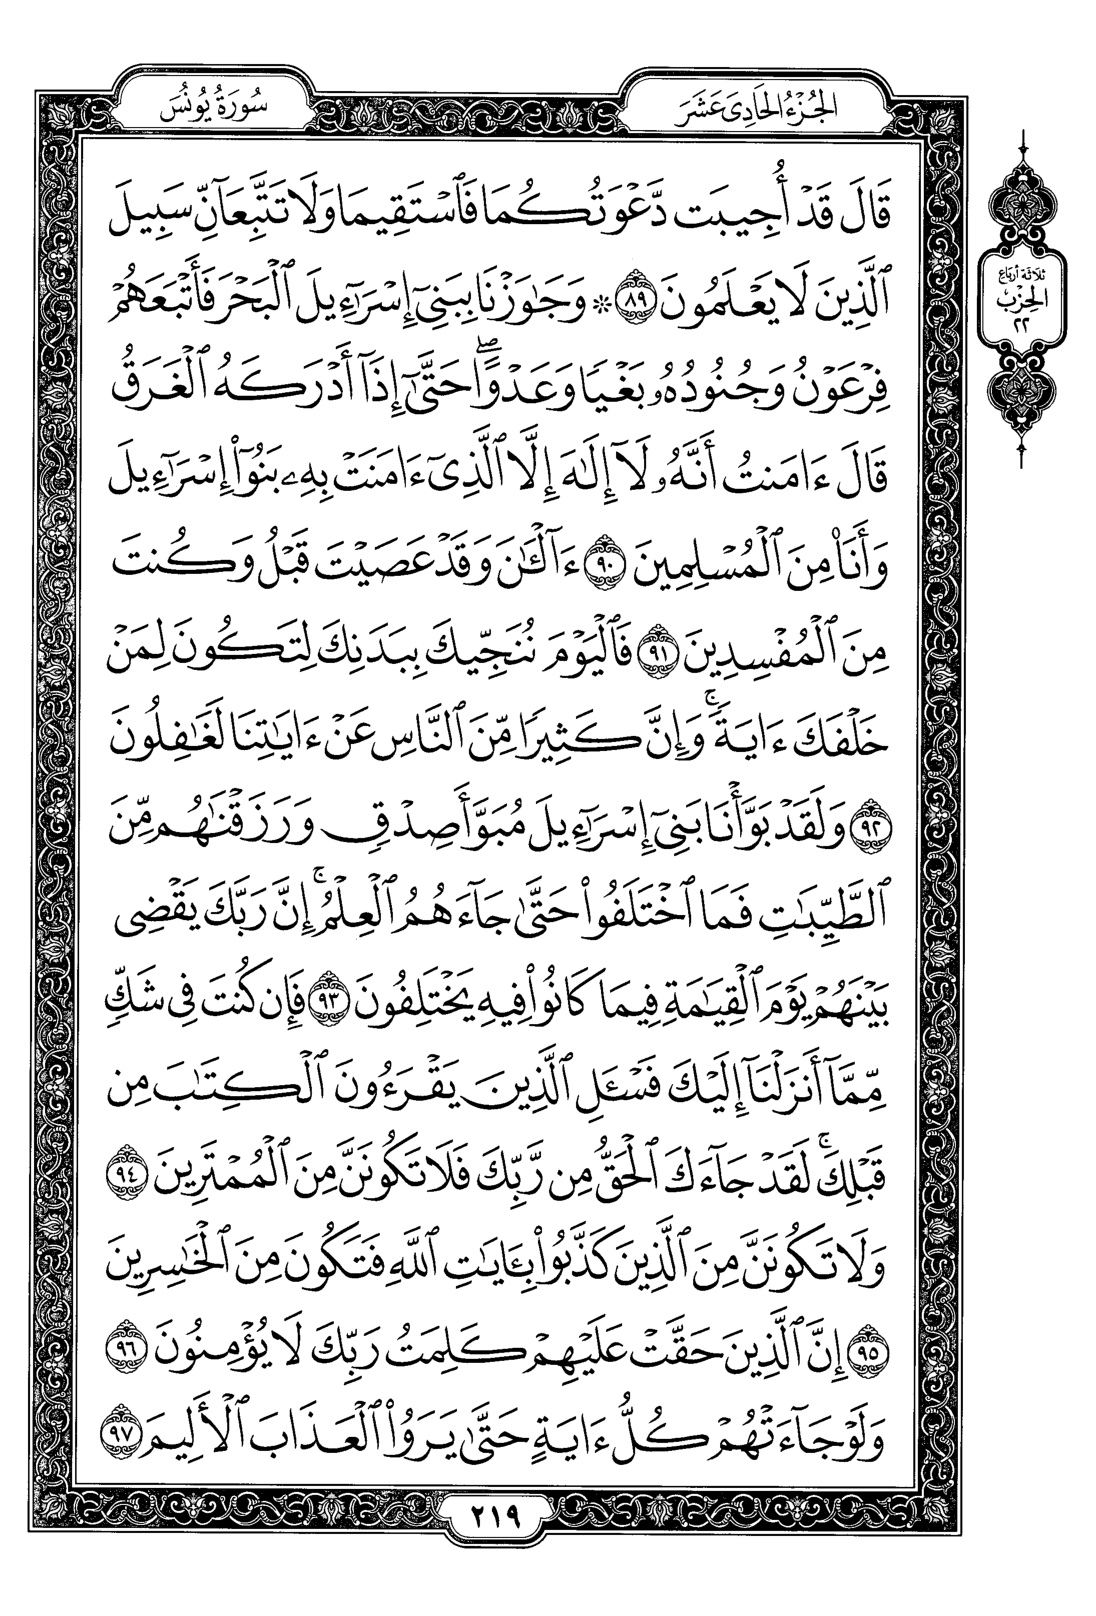 الجُزْءُ الحَادِى عَشَرَ
سُورَةُ يُونُسَ
قَالَ قَدْ أُجِيبَت دَّعْوَتُكُمَا فَٱسْتَقِيمَا وَلَا تَتَّبِعَآنِّ سَبِيلَ
ٱلَّذِينَ لَا يَعْلَمُونَ ٨٩ ۞ وَجَٰوَزْنَا بِبَنِىٓ إِسْرَٰٓءِيلَ ٱلْبَحْرَ فَأَتْبَعَهُمْ
فِرْعَوْنُ وَجُنُودُهُۥ بَغْيًا وَعَدْوًا ۖ حَتَّىٰٓ إِذَآ أَدْرَكَهُ ٱلْغَرَقُ
قَالَ ءَامَنتُ أَنَّهُۥ لَآ إِلَٰهَ إِلَّا ٱلَّذِىٓ ءَامَنَتْ بِهِۦ بَنُوٓا۟ إِسْرَٰٓءِيلَ
وَأَنَا۠ مِنَ ٱلْمُسْلِمِينَ ٩٠ ءَآلْـَٰٔنَ وَقَدْ عَصَيْتَ قَبْلُ وَكُنتَ
مِنَ ٱلْمُفْسِدِينَ ٩١ فَٱلْيَوْمَ نُنَجِّيكَ بِبَدَنِكَ لِتَكُونَ لِمَنْ
خَلْفَكَ ءَايَةً ۚ وَإِنَّ كَثِيرًا مِّنَ ٱلنَّاسِ عَنْ ءَايَٰتِنَا لَغَٰفِلُونَ
٩٢ وَلَقَدْ بَوَّأْنَا بَنِىٓ إِسْرَٰٓءِيلَ مُبَوَّأَ صِدْقٍ وَرَزَقْنَٰهُم مِّنَ
ٱلطَّيِّبَٰتِ فَمَا ٱخْتَلَفُوا۟ حَتَّىٰ جَآءَهُمُ ٱلْعِلْمُ ۚ إِنَّ رَبَّكَ يَقْضِى
بَيْنَهُمْ يَوْمَ ٱلْقِيَٰمَةِ فِيمَا كَانُوا۟ فِيهِ يَخْتَلِفُونَ ٩٣ فَإِن كُنتَ فِى شَكٍّ
مِّمَّآ أَنزَلْنَآ إِلَيْكَ فَسْـَٔلِ ٱلَّذِينَ يَقْرَءُونَ ٱلْكِتَٰبَ مِن
قَبْلِكَ ۚ لَقَدْ جَآءَكَ ٱلْحَقُّ مِن رَّبِّكَ فَلَا تَكُونَنَّ مِنَ ٱلْمُمْتَرِينَ ٩٤
وَلَا تَكُونَنَّ مِنَ ٱلَّذِينَ كَذَّبُوا۟ بِـَٔايَٰتِ ٱللَّهِ فَتَكُونَ مِنَ ٱلْخَٰسِرِينَ
٩٥ إِنَّ ٱلَّذِينَ حَقَّتْ عَلَيْهِمْ كَلِمَتُ رَبِّكَ لَا يُؤْمِنُونَ ٩٦
وَلَوْ جَآءَتْهُمْ كُلُّ ءَايَةٍ حَتَّىٰ يَرَوُا۟ ٱلْعَذَابَ ٱلْأَلِيمَ ٩٧
ثلاثة أرباع
الحِزْب
٢٢
٢١٩